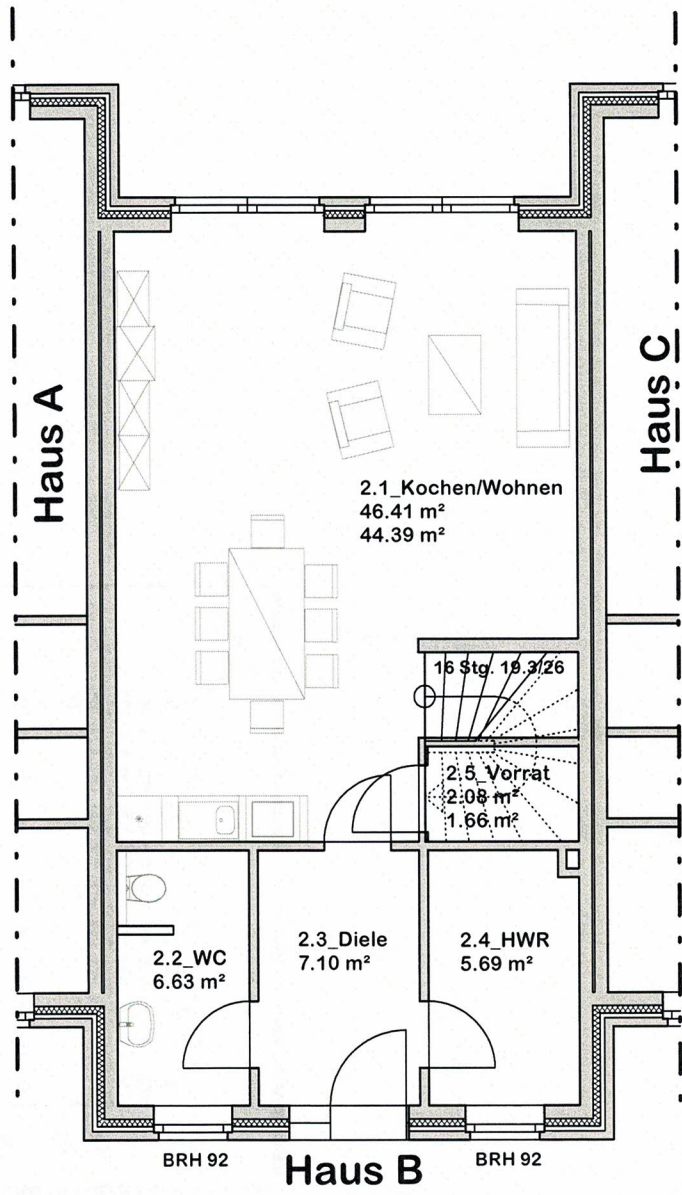 Haus A
Haus C
2.1_Kochen/Wohnen
46.41 m²
44.39 m²
16 Stg. 19.3/26
2.5_Vorrat
2.08 m²
1.66 m²
2.2_WC
6.63 m²
2.3_Diele
7.10 m²
2.4_HWR
5.69 m²
BRH 92
Haus B
BRH 92